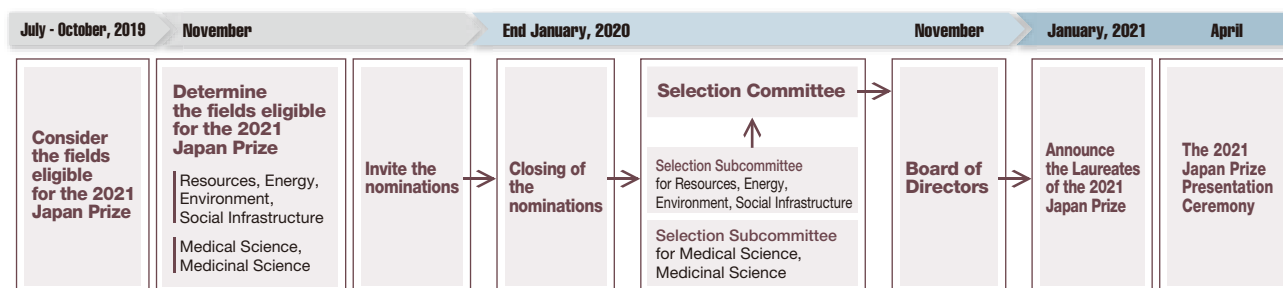 July - October, 2019
November
End January, 2020
November
January, 2021
April
Consider
the fields
eligible
for the 2021
Japan Prize
Determine
the fields eligible
for the 2021
Japan Prize
Resources, Energy,
Environment,
Social Infrastructure
Medical Science,
Medicinal Science
Invite the
nominations
Closing of
the
nominations
Selection Committee
Selection Subcommittee
for Resources, Energy,
Environment, Social Infrastructure
Selection Subcommittee
for Medical Science,
Medicinal Science
Board of
Directors
Announce
the Laureates
of the 2021
Japan Prize
The 2021
Japan Prize
Presentation
Ceremony